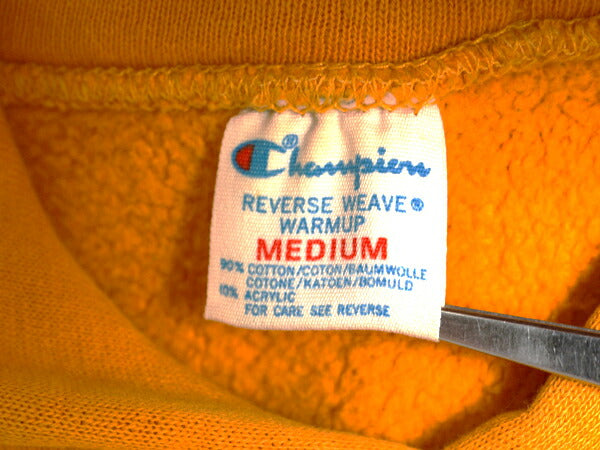 Champion®
REVERSE WEAVE®
WARMUP
MEDIUM
90% COTTON/COTON/BAUMWOLLE
COTONE/KATOEN/BOMULD
10% ACRYLIC
FOR CARE SEE REVERSE